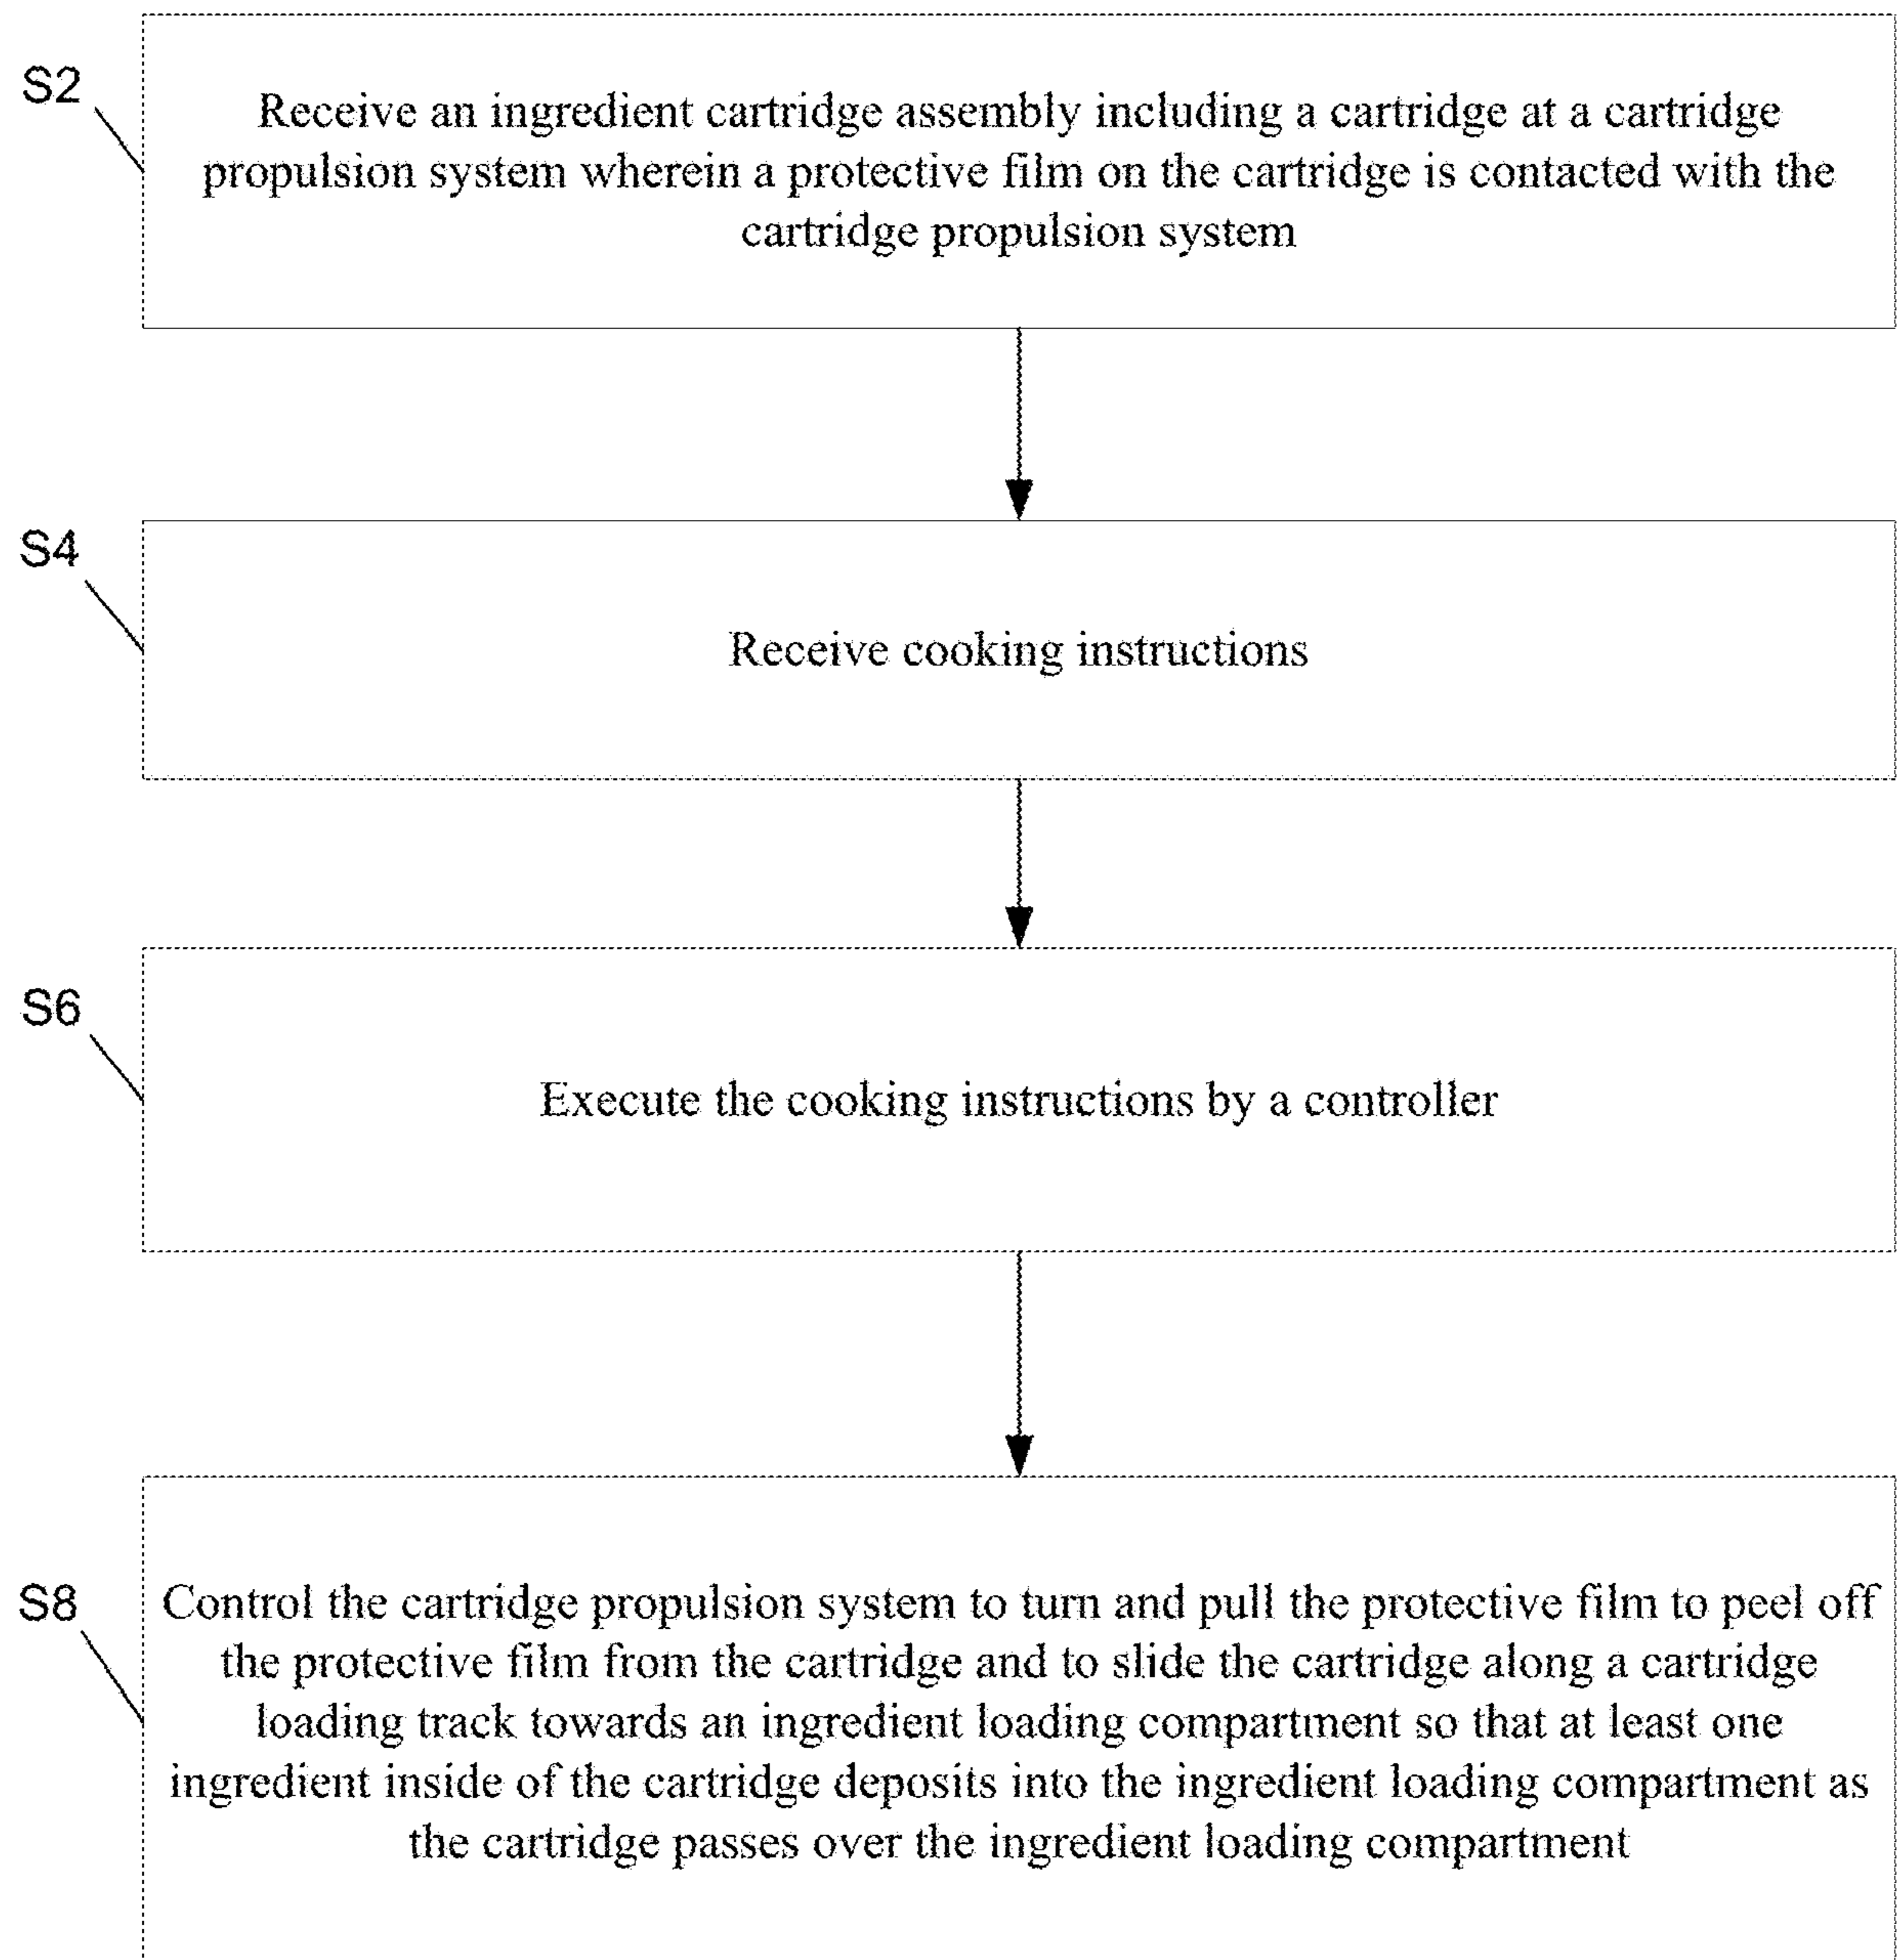 S2
Receive an ingredient cartridge assembly including a cartridge at a cartridge
propulsion system wherein a protective film on the cartridge is contacted with the
cartridge propulsion system
S4
Receive cooking instructions
S6
Execute the cooking instructions by a controller
S8
Control the cartridge propulsion system to turn and pull the protective film to peel off
the protective film from the cartridge and to slide the cartridge along a cartridge
loading track towards an ingredient loading compartment so that at least one
ingredient inside of the cartridge deposits into the ingredient loading compartment as
the cartridge passes over the ingredient loading compartment